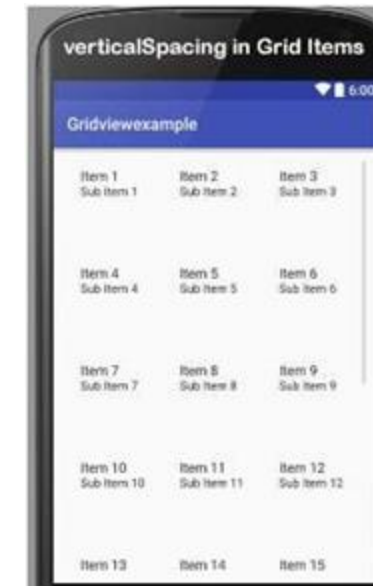 verticalSpacing in Grid Items
6:00
Gridviewexample
Item 1 Item 2 Item 3
Sub Item 1 Sub Item 2 Sub Item 3
Item 4 Item 5 Item 6
Sub Item 4 Sub Item 5 Sub Item 6
Item 7 Item 8 Item 9
Sub Item 7 Sub Item 8 Sub Item 9
Item 10 Item 11 Item 12
Sub Item 10 Sub Item 11 Sub Item 12
Item 13 Item 14 Item 15